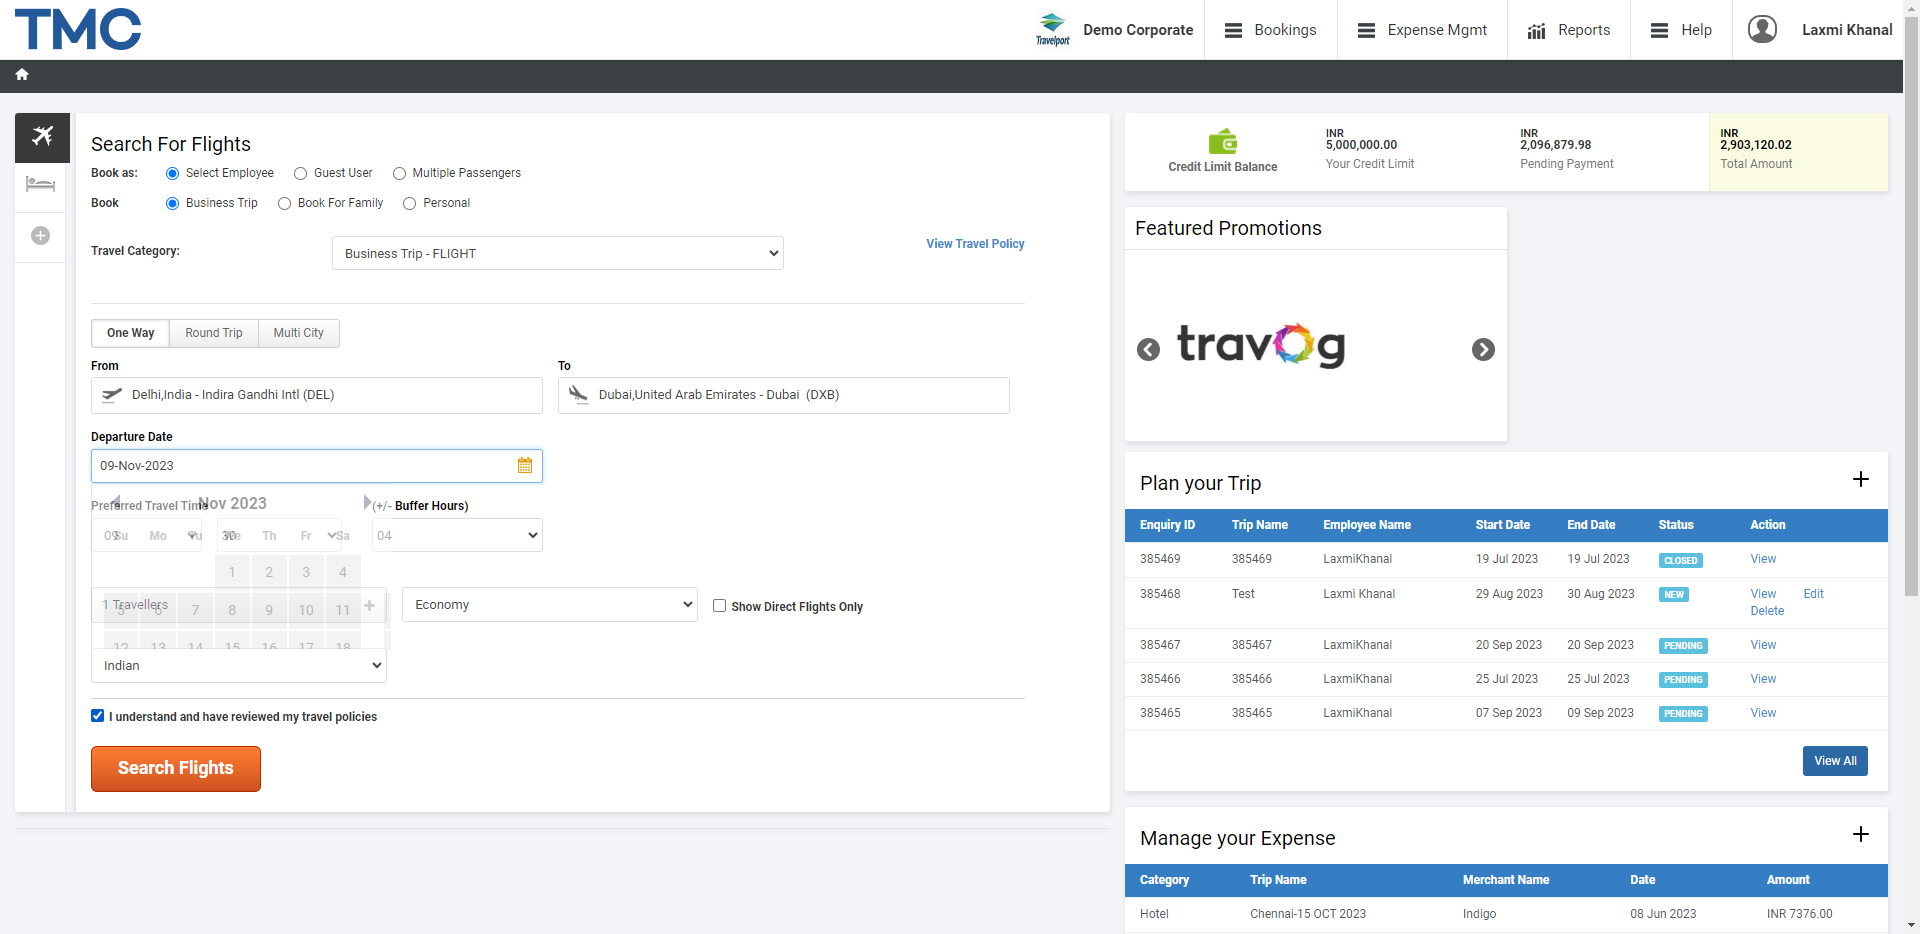 TMC
Travelport
Demo Corporate
Bookings
Expense Mgmt
Reports
Help
Laxmi Khanal
Search For Flights
Book as: Select Employee Guest User Multiple Passengers
Book Business Trip Book For Family Personal
Travel Category: Business Trip - FLIGHT View Travel Policy
One Way Round Trip Multi City
From To
Delhi,India - Indira Gandhi Intl (DEL) Dubai,United Arab Emirates - Dubai (DXB)
Departure Date
09-Nov-2023
Preferred Travel Time (+/- Buffer Hours)
Nov 2023
09 30 04
Su Mo Tu We Th Fr Sa
1 2 3 4
1 Travellers Economy Show Direct Flights Only
5 6 7 8 9 10 11
12 13 14 15 16 17 18
Indian
I understand and have reviewed my travel policies
Search Flights
Credit Limit Balance
INR
5,000,000.00
Your Credit Limit
INR
2,096,879.98
Pending Payment
INR
2,903,120.02
Total Amount
Featured Promotions
travog
Plan your Trip
Enquiry ID Trip Name Employee Name Start Date End Date Status Action
385469 385469 LaxmiKhanal 19 Jul 2023 19 Jul 2023 CLOSED View
385468 Test Laxmi Khanal 29 Aug 2023 30 Aug 2023 NEW View Edit
Delete
385467 385467 LaxmiKhanal 20 Sep 2023 20 Sep 2023 PENDING View
385466 385466 LaxmiKhanal 25 Jul 2023 25 Jul 2023 PENDING View
385465 385465 LaxmiKhanal 07 Sep 2023 09 Sep 2023 PENDING View
View All
Manage your Expense
Category Trip Name Merchant Name Date Amount
Hotel Chennai-15 OCT 2023 Indigo 08 Jun 2023 INR 7376.00